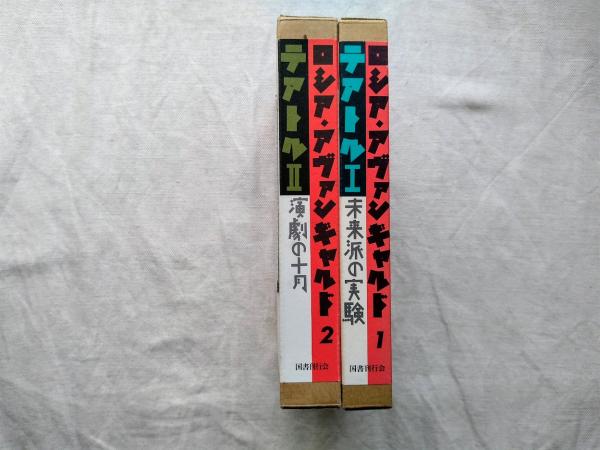 ロシア・アヴァンギャルド 1
テアトルI
未来派の実験
国書刊行会
ロシア・アヴァンギャルド 2
テアトルII
演劇の十月
国書刊行会